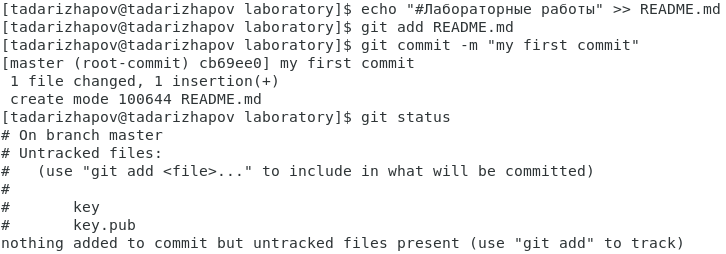 [tadarizhapov@tadarizhapov laboratory]$ echo "#Лабораторные работы" >> README.md
[tadarizhapov@tadarizhapov laboratory]$ git add README.md
[tadarizhapov@tadarizhapov laboratory]$ git commit -m "my first commit"
[master (root-commit) cb69ee0] my first commit
 1 file changed, 1 insertion(+)
 create mode 100644 README.md
[tadarizhapov@tadarizhapov laboratory]$ git status
# On branch master
# Untracked files:
#   (use "git add <file>..." to include in what will be committed)
#
#       key
#       key.pub
nothing added to commit but untracked files present (use "git add" to track)